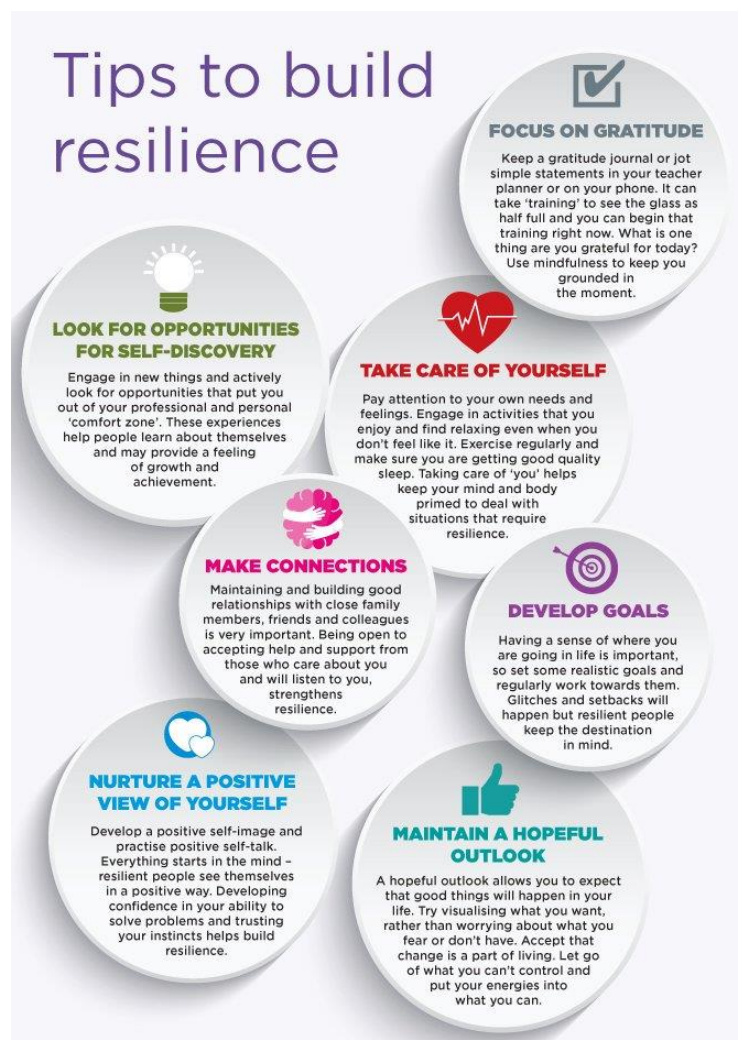 Tips to build
resilience
FOCUS ON GRATITUDE
Keep a gratitude journal or jot
simple statements in your teacher
planner or on your phone. It can
take ‘training’ to see the glass as
half full and you can begin that
training right now. What is one
thing are you grateful for today?
Use mindfulness to keep you
grounded in
the moment.
LOOK FOR OPPORTUNITIES
FOR SELF-DISCOVERY
Engage in new things and actively
look for opportunities that put you
out of your professional and personal
‘comfort zone’. These experiences
help people learn about themselves
and may provide a feeling
of growth and
achievement.
TAKE CARE OF YOURSELF
Pay attention to your own needs and
feelings. Engage in activities that you
enjoy and find relaxing even when you
don’t feel like it. Exercise regularly and
make sure you are getting good quality
sleep. Taking care of ‘you’ helps
keep your mind and body
primed to deal with
situations that require
resilience.
MAKE CONNECTIONS
Maintaining and building good
relationships with close family
members, friends and colleagues
is very important. Being open to
accepting help and support from
those who care about you
and will listen to you,
strengthens
resilience.
DEVELOP GOALS
Having a sense of where you
are going in life is important,
so set some realistic goals and
regularly work towards them.
Glitches and setbacks will
happen but resilient people
keep the destination
in mind.
NURTURE A POSITIVE
VIEW OF YOURSELF
Develop a positive self-image and
practise positive self-talk.
Everything starts in the mind –
resilient people see themselves
in a positive way. Developing
confidence in your ability to
solve problems and trusting
your instincts helps build
resilience.
MAINTAIN A HOPEFUL
OUTLOOK
A hopeful outlook allows you to expect
that good things will happen in your
life. Try visualising what you want,
rather than worrying about what you
fear or don’t have. Accept that
change is a part of living. Let go
of what you can’t control and
put your energies into
what you can.